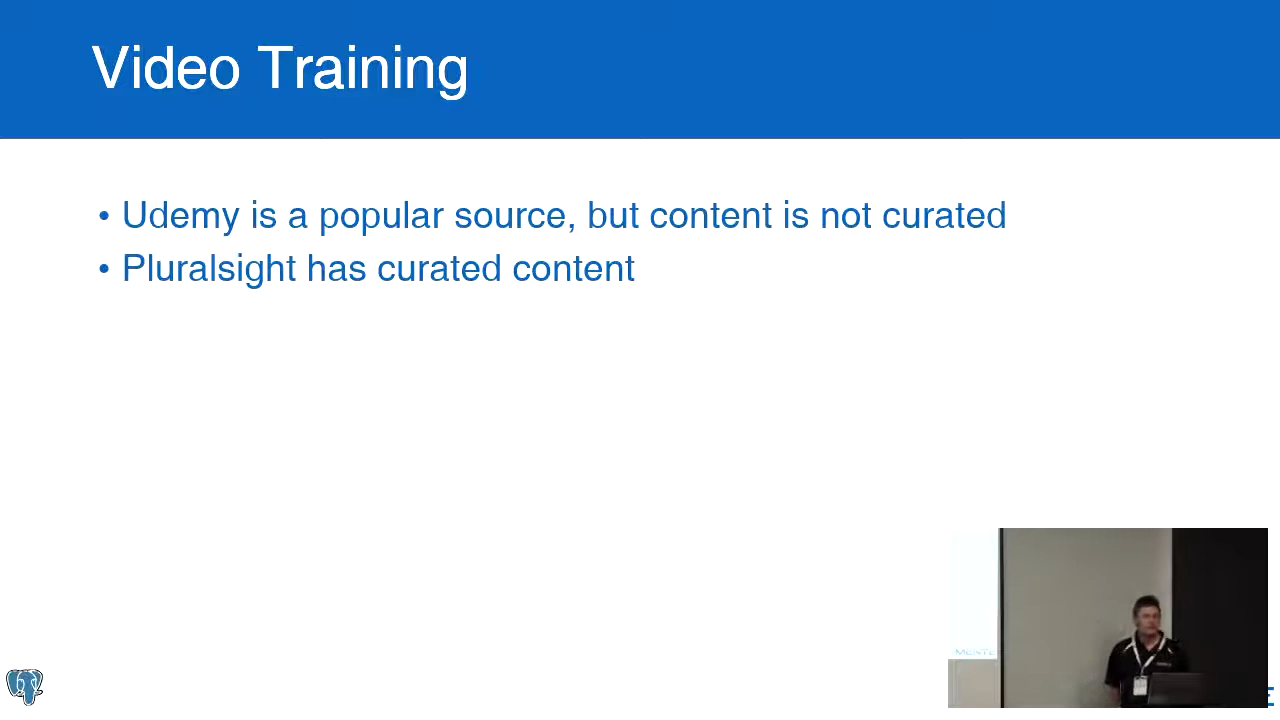 Video Training
• Udemy is a popular source, but content is not curated
• Pluralsight has curated content